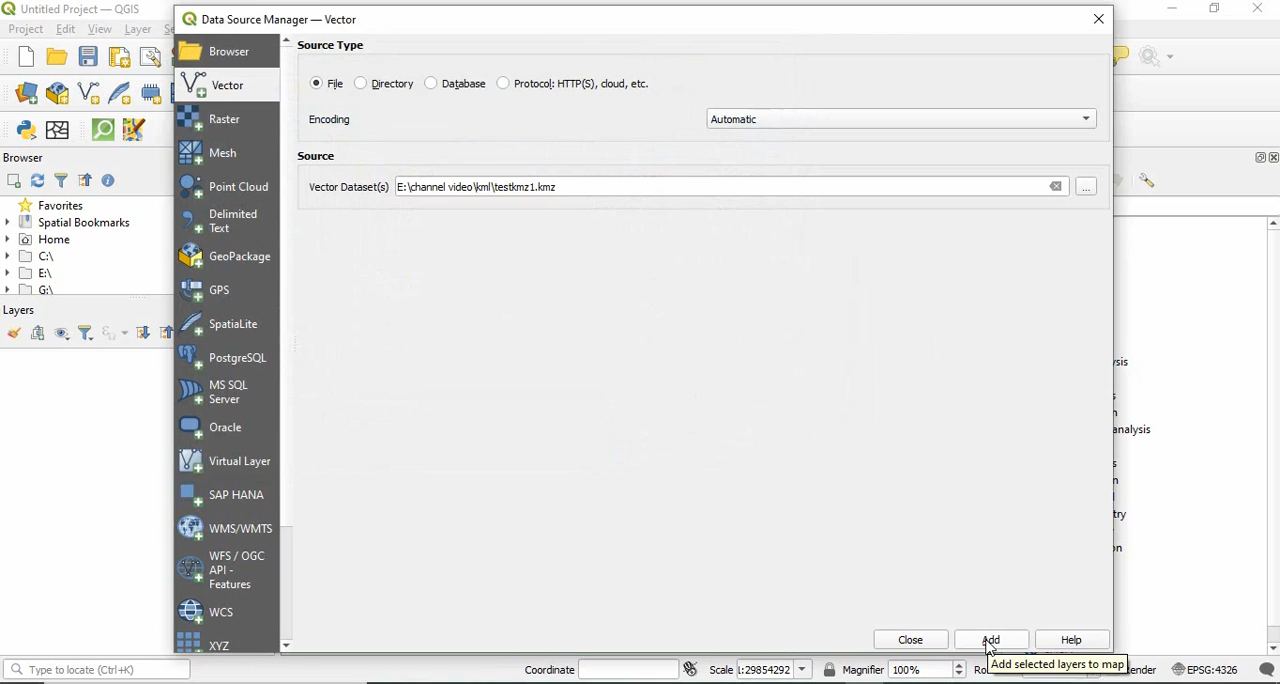 Untitled Project — QGIS
Project Edit View Layer
Data Source Manager — Vector
Browser
Vector
Raster
Mesh
Point Cloud
Delimited
Text
GeoPackage
GPS
SpatiaLite
PostgreSQL
MS SQL
Server
Oracle
Virtual Layer
SAP HANA
WMS/WMTS
WFS / OGC
API -
Features
WCS
XYZ
Source Type
File Directory Database Protocol: HTTP(S), cloud, etc.
Encoding Automatic
Source
Vector Dataset(s) E:\channel video\kml\testkmz1.kmz ...
Close Add Help
Add selected layers to map
Browser
Favorites
Spatial Bookmarks
Home
C:\
E:\
G:\
Layers
ysis
analysis
Type to locate (Ctrl+K) Coordinate Scale 1:29854292 Magnifier 100% Ro ender EPSG:4326